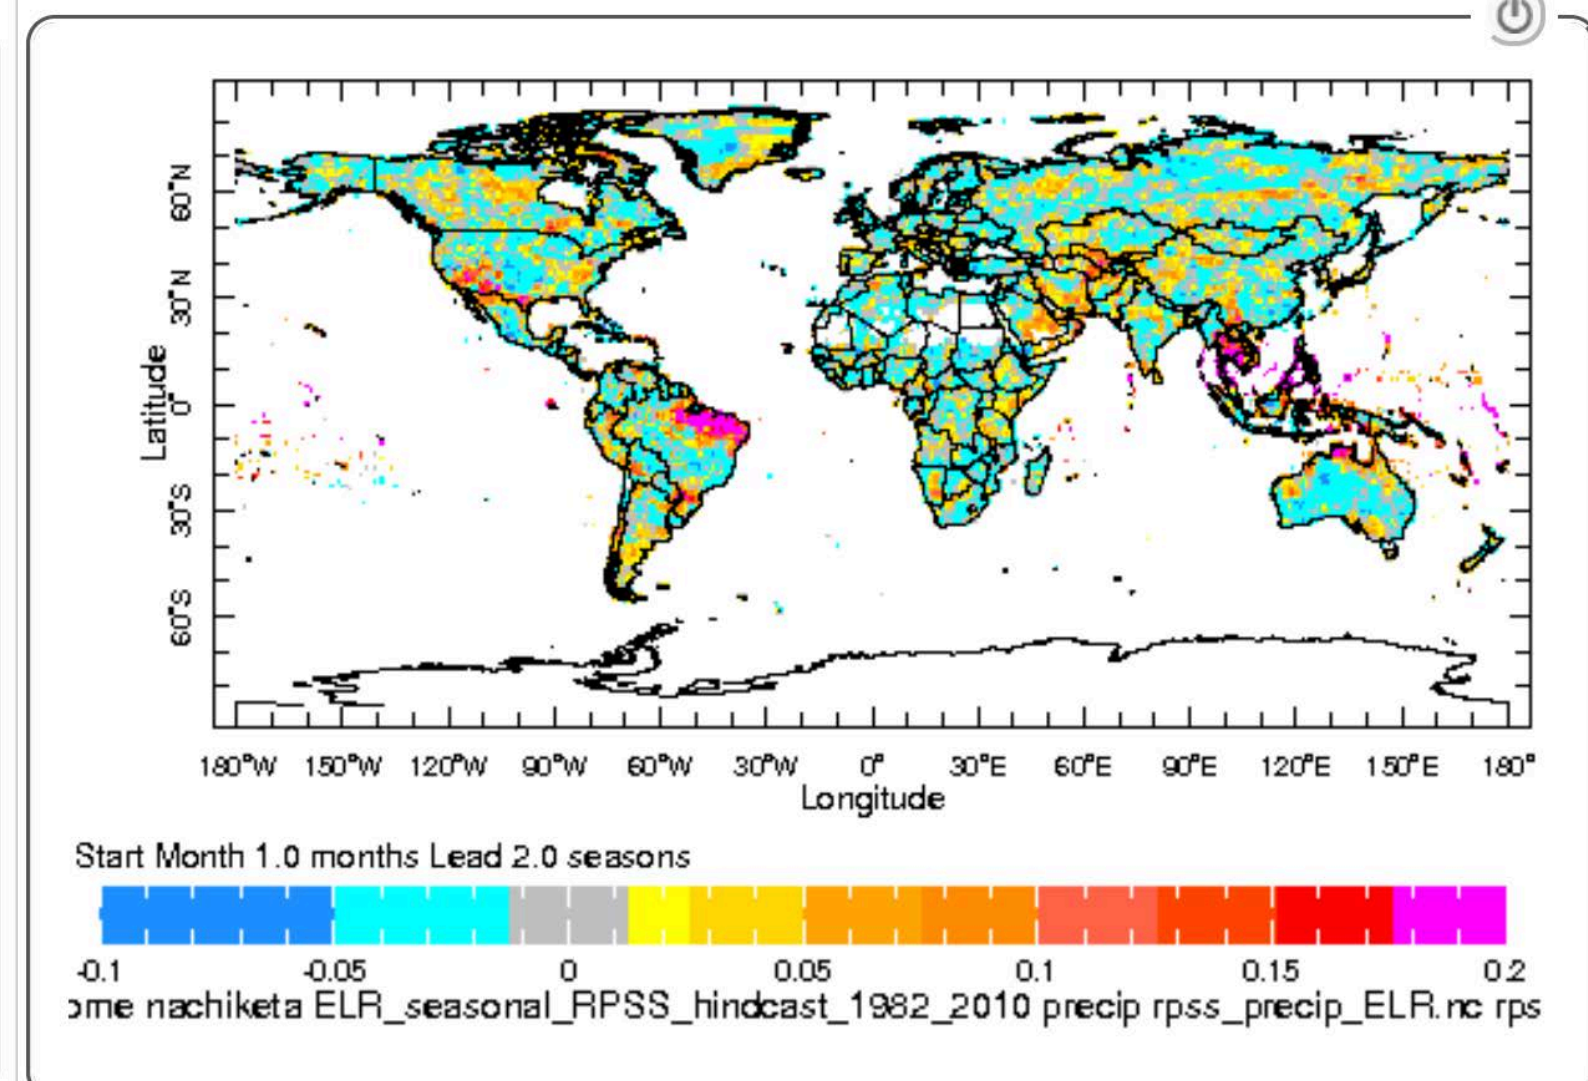 Latitude
60°N
30°N
0°
30°S
60°S
180°W 150°W 120°W 90°W 60°W 30°W 0° 30°E 60°E 90°E 120°E 150°E 180°
Longitude
Start Month 1.0 months Lead 2.0 seasons
-0.1 -0.05 0 0.05 0.1 0.15 0.2
ome nachiketa ELR_seasonal_RPSS_hindcast_1982_2010 precip rpss_precip_ELR.nc rps